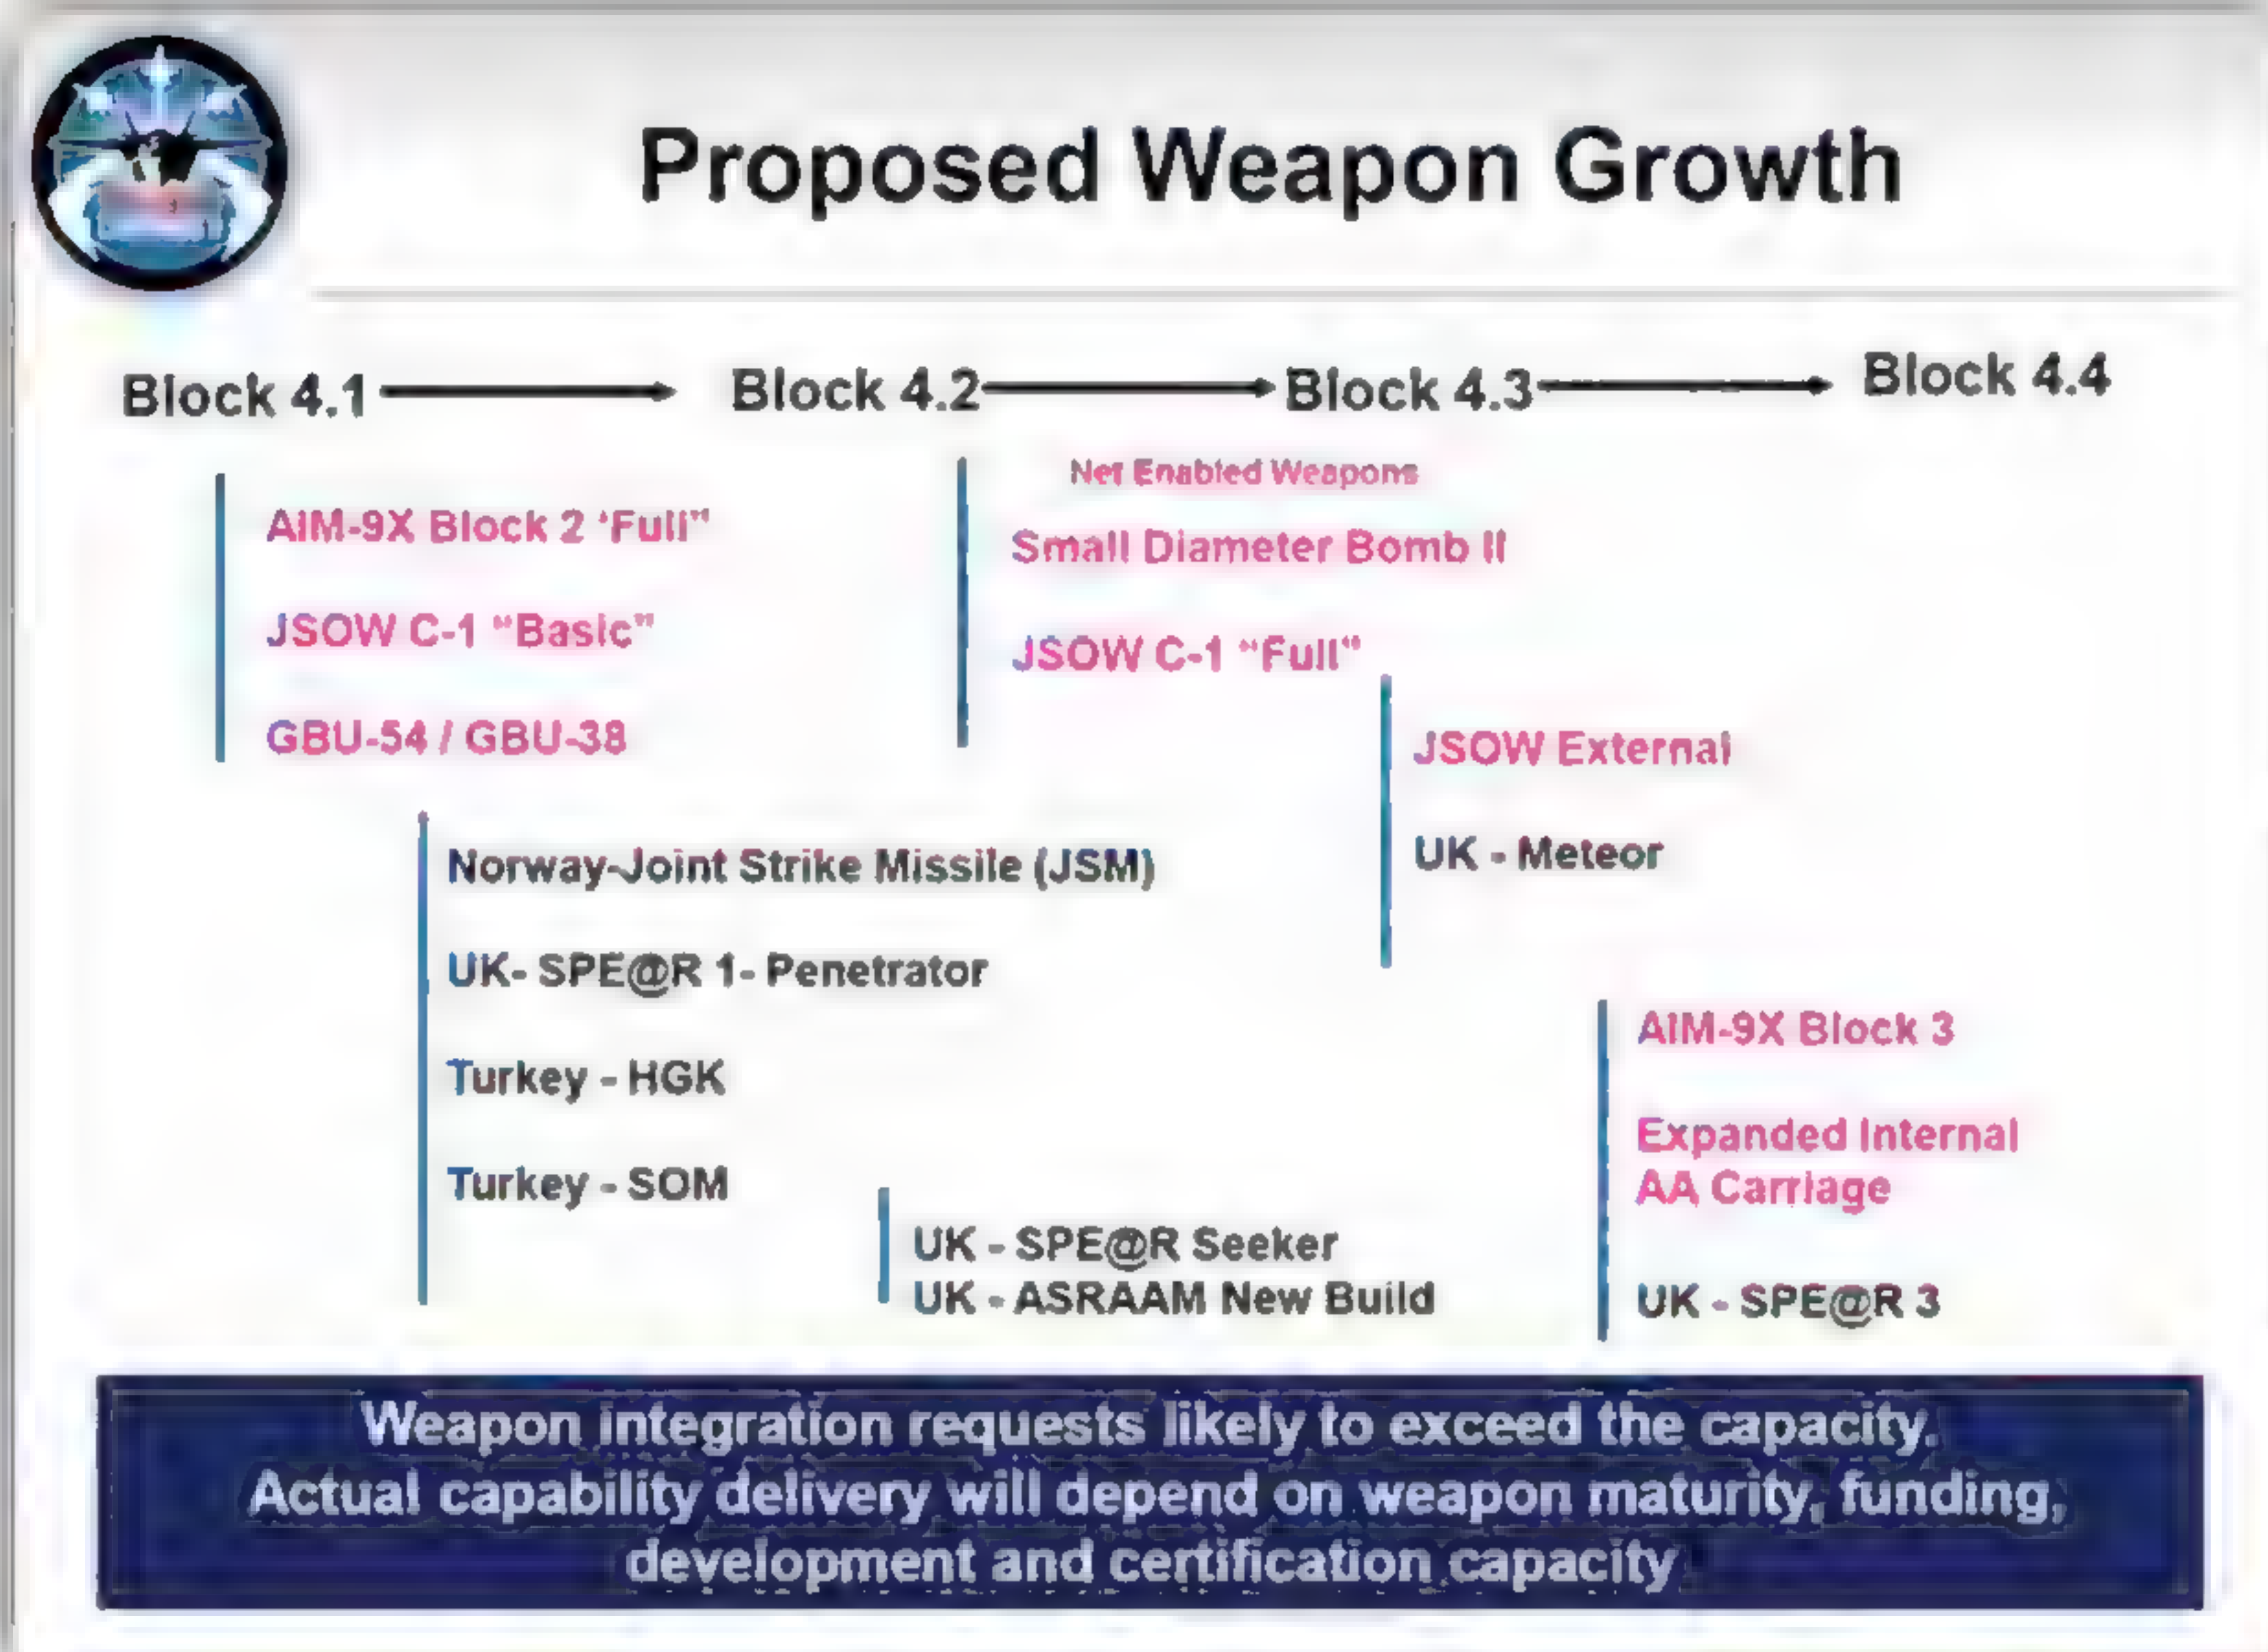 Proposed Weapon Growth
Block 4.1
Block 4.2
Block 4.3
Block 4.4
AIM-9X Block 2 ‘Full”
JSOW C-1 “Basic”
GBU-54 / GBU-38
Net Enabled Weapons
Small Diameter Bomb II
JSOW C-1 “Full”
JSOW External
UK - Meteor
Norway-Joint Strike Missile (JSM)
UK- SPE@R 1- Penetrator
Turkey - HGK
Turkey - SOM
UK - SPE@R Seeker
UK - ASRAAM New Build
AIM-9X Block 3
Expanded Internal
AA Carriage
UK - SPE@R 3
Weapon integration requests likely to exceed the capacity.
Actual capability delivery will depend on weapon maturity, funding,
development and certification capacity